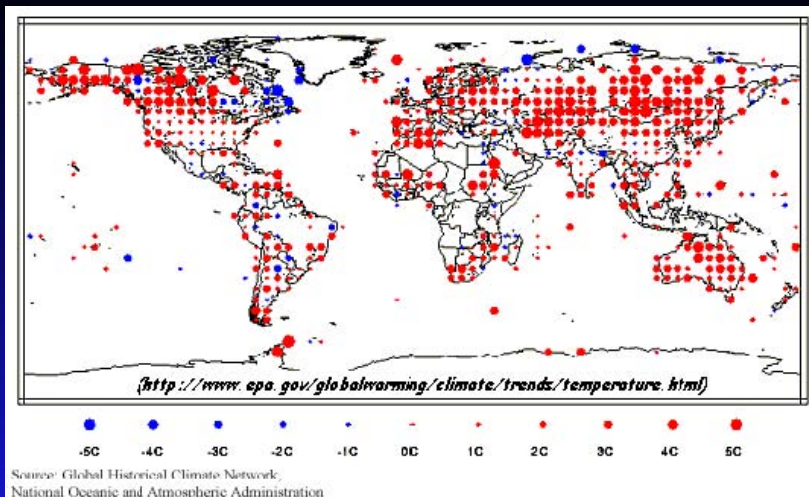 (http://www.epa.gov/globalwarming/climate/trends/temperature.html)
-5C -4C -3C -2C -1C 0C 1C 2C 3C 4C 5C
Source: Global Historical Climate Network,
National Oceanic and Atmospheric Administration